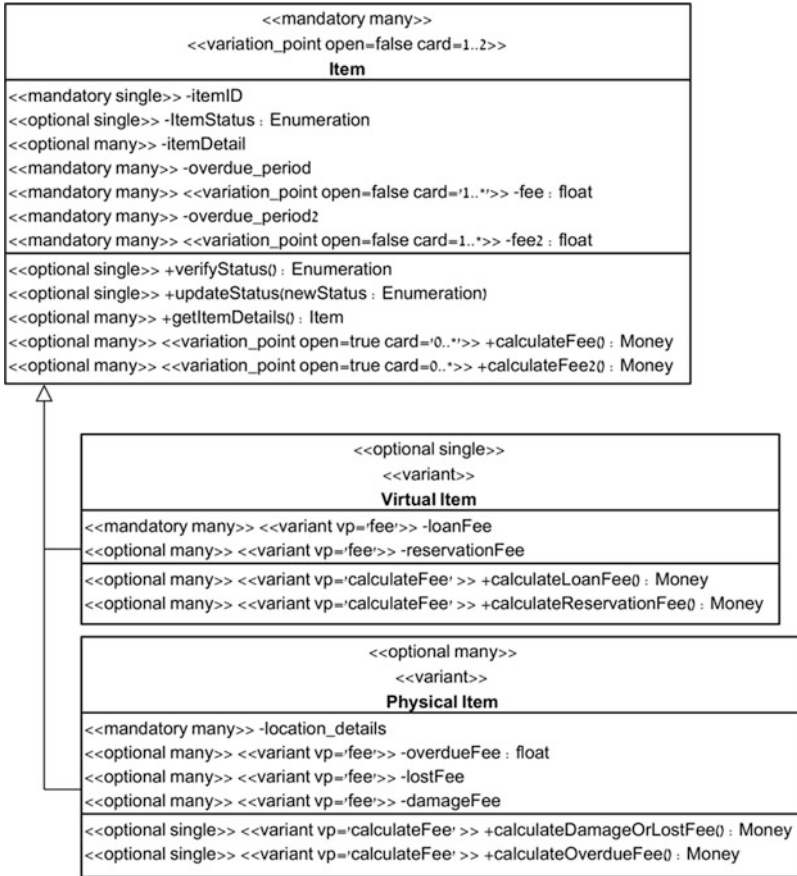 <<mandatory many>>
<<variation_point open=false card=1..2>>
Item
<<mandatory single>> -itemID
<<optional single>> -ItemStatus : Enumeration
<<optional many>> -itemDetail
<<mandatory many>> -overdue_period
<<mandatory many>> <<variation_point open=false card='1..*'>> -fee : float
<<mandatory many>> -overdue_period2
<<mandatory many>> <<variation_point open=false card=1..*>> -fee2 : float
<<optional single>> +verifyStatus() : Enumeration
<<optional single>> +updateStatus(newStatus : Enumeration)
<<optional many>> +getItemDetails() : Item
<<optional many>> <<variation_point open=true card='0..*'>> +calculateFee() : Money
<<optional many>> <<variation_point open=true card=0..*>> +calculateFee2() : Money
<<optional single>>
<<variant>>
Virtual Item
<<mandatory many>> <<variant vp='fee'>> -loanFee
<<optional many>> <<variant vp='fee'>> -reservationFee
<<optional many>> <<variant vp='calculateFee' >> +calculateLoanFee() : Money
<<optional many>> <<variant vp='calculateFee' >> +calculateReservationFee() : Money
<<optional many>>
<<variant>>
Physical Item
<<mandatory many>> -location_details
<<optional many>> <<variant vp='fee'>> -overdueFee : float
<<optional many>> <<variant vp='fee'>> -lostFee
<<optional many>> <<variant vp='fee'>> -damageFee
<<optional single>> <<variant vp='calculateFee' >> +calculateDamageOrLostFee() : Money
<<optional single>> <<variant vp='calculateFee' >> +calculateOverdueFee() : Money